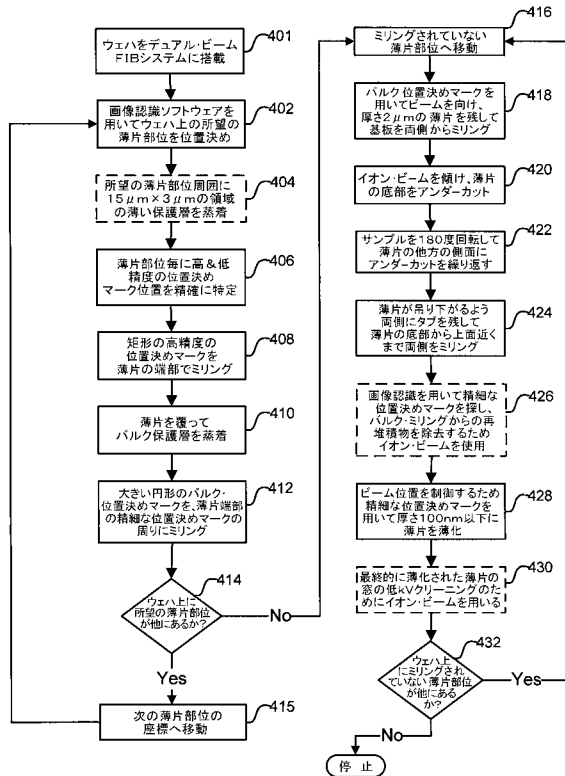 401
ウェハをデュアル・ビーム
FIBシステムに搭載
402
画像認識ソフトウェアを
用いてウェハ上の所望の
薄片部位を位置決め
404
所望の薄片部位周囲に
15μm×3μmの領域
の薄い保護層を蒸着
406
薄片部位毎に高&低
精度の位置決め
マーク位置を精確に特定
408
矩形の高精度の
位置決めマークを
薄片の端部でミリング
410
薄片を覆って
バルク保護層を蒸着
412
大きい円形のバルク・
位置決めマークを、薄片端部
の精細な位置決めマークの
周りにミリング
414
ウェハ上に
所望の薄片部位
が他にあるか?
No
Yes
415
次の薄片部位の
座標へ移動
416
ミリングされていない
薄片部位へ移動
418
バルク位置決めマーク
を用いてビームを向け、
厚さ2μmの薄片を残して
基板を両側からミリング
420
イオン・ビームを傾け、薄片
の底部をアンダーカット
422
サンプルを180度回転して
薄片の他方の側面に
アンダーカットを繰り返す
424
薄片が吊り下がるよう
両側にタブを残して
薄片の底部から上面近く
まで両側をミリング
426
画像認識を用いて精細な
位置決めマークを探し、
バルク・ミリングからの再
堆積物を除去するため
イオン・ビームを使用
428
ビーム位置を制御するため
精細な位置決めマークを
用いて厚さ100nm以下に
薄片を薄化
430
最終的に薄化された薄片の
窓の低kVクリーニングのため
にイオン・ビームを用いる
432
ウェハ上
にミリングされ
ていない薄片部位
が他にある
か?
Yes
No
停止